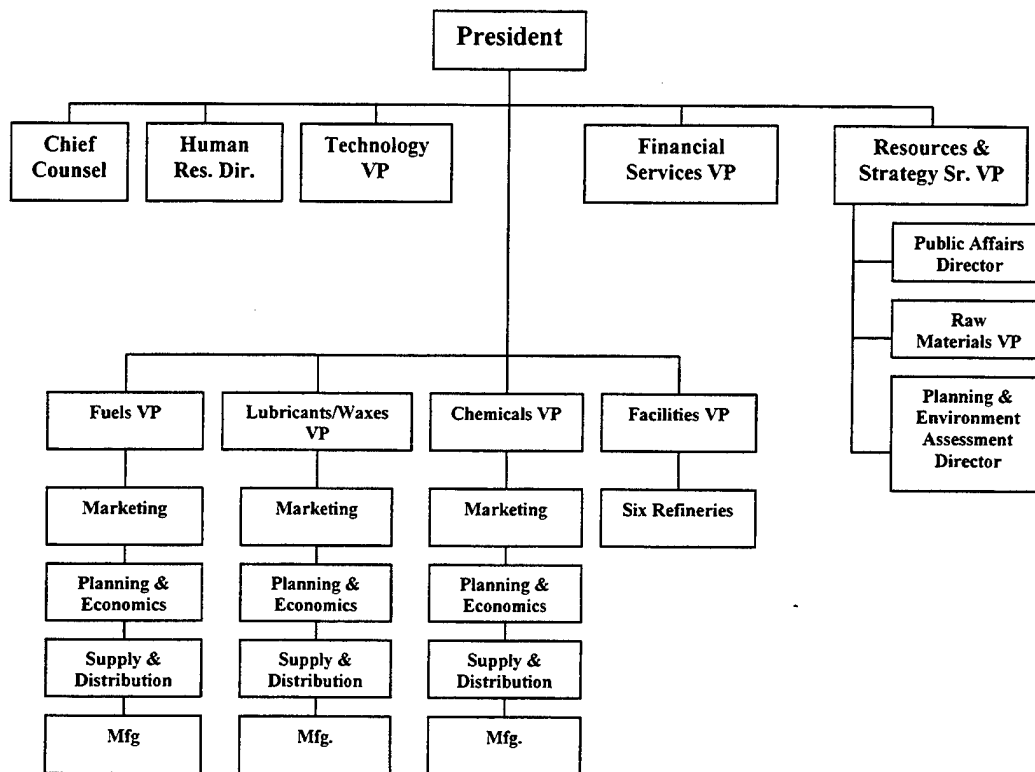 President
Chief
Counsel
Human
Res. Dir.
Technology
VP
Financial
Services VP
Resources &
Strategy Sr. VP
Public Affairs
Director
Raw
Materials VP
Planning &
Environment
Assessment
Director
Fuels VP
Lubricants/Waxes
VP
Chemicals VP
Facilities VP
Marketing
Marketing
Marketing
Six Refineries
Planning &
Economics
Planning &
Economics
Planning &
Economics
Supply &
Distribution
Supply &
Distribution
Supply &
Distribution
Mfg
Mfg.
Mfg.